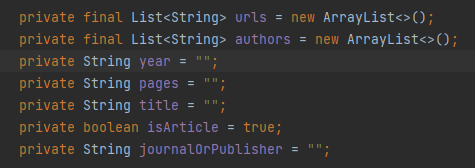 private final List<String> urls = new ArrayList<>();
private final List<String> authors = new ArrayList<>();
private String year = "";
private String pages = "";
private String title = "";
private boolean isArticle = true;
private String journalOrPublisher = "";